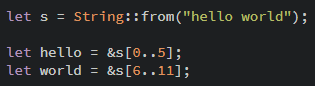 let s = String::from("hello world");
let hello = &s[0..5];
let world = &s[6..11];